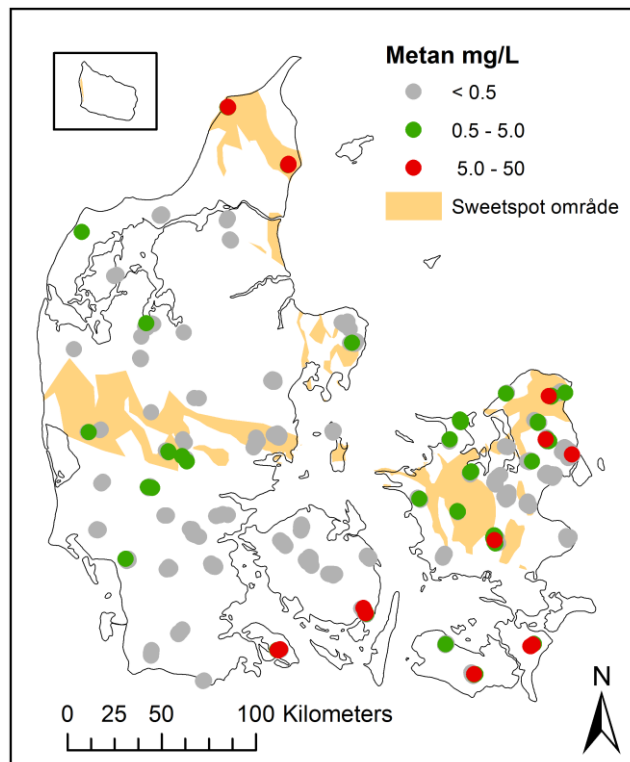 Metan mg/L
< 0.5
0.5 - 5.0
5.0 - 50
Sweetspot område
N
0 25 50 100 Kilometers